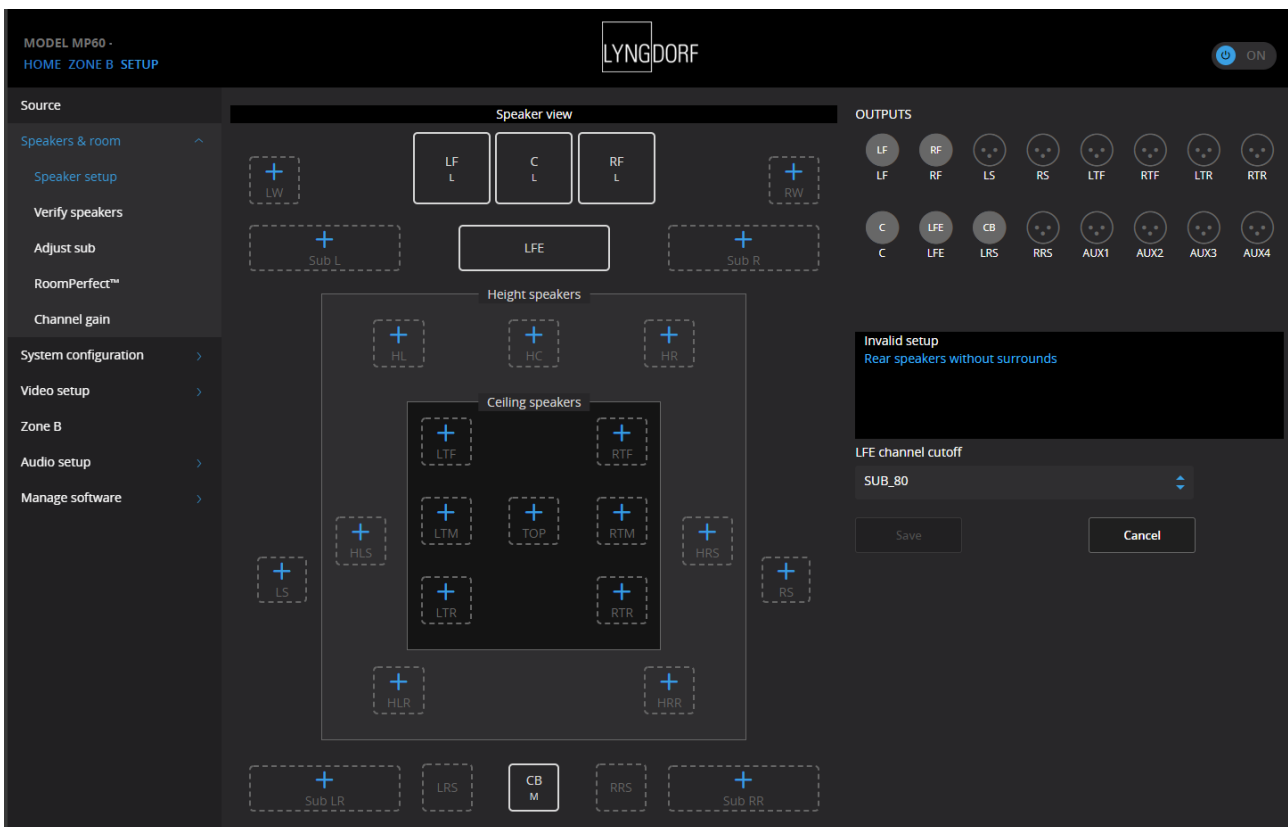 MODEL MP60 -
HOME ZONE B SETUP
LYNGDORF
ON
Source
Speakers & room
Speaker setup
Verify speakers
Adjust sub
RoomPerfect™
Channel gain
System configuration
Video setup
Zone B
Audio setup
Manage software
Speaker view
LF C RF
L L L
LW RW
Sub L LFE Sub R
Height speakers
HL HC HR
Ceiling speakers
LTF RTF
LTM TOP RTM
HLS HRS
LS RS
LTR RTR
HLR HRR
LRS CB RRS
M
Sub LR Sub RR
OUTPUTS
LF RF
LF RF LS RS LTF RTF LTR RTR
C LFE CB
C LFE LRS RRS AUX1 AUX2 AUX3 AUX4
Invalid setup
Rear speakers without surrounds
LFE channel cutoff
SUB_80
Save Cancel